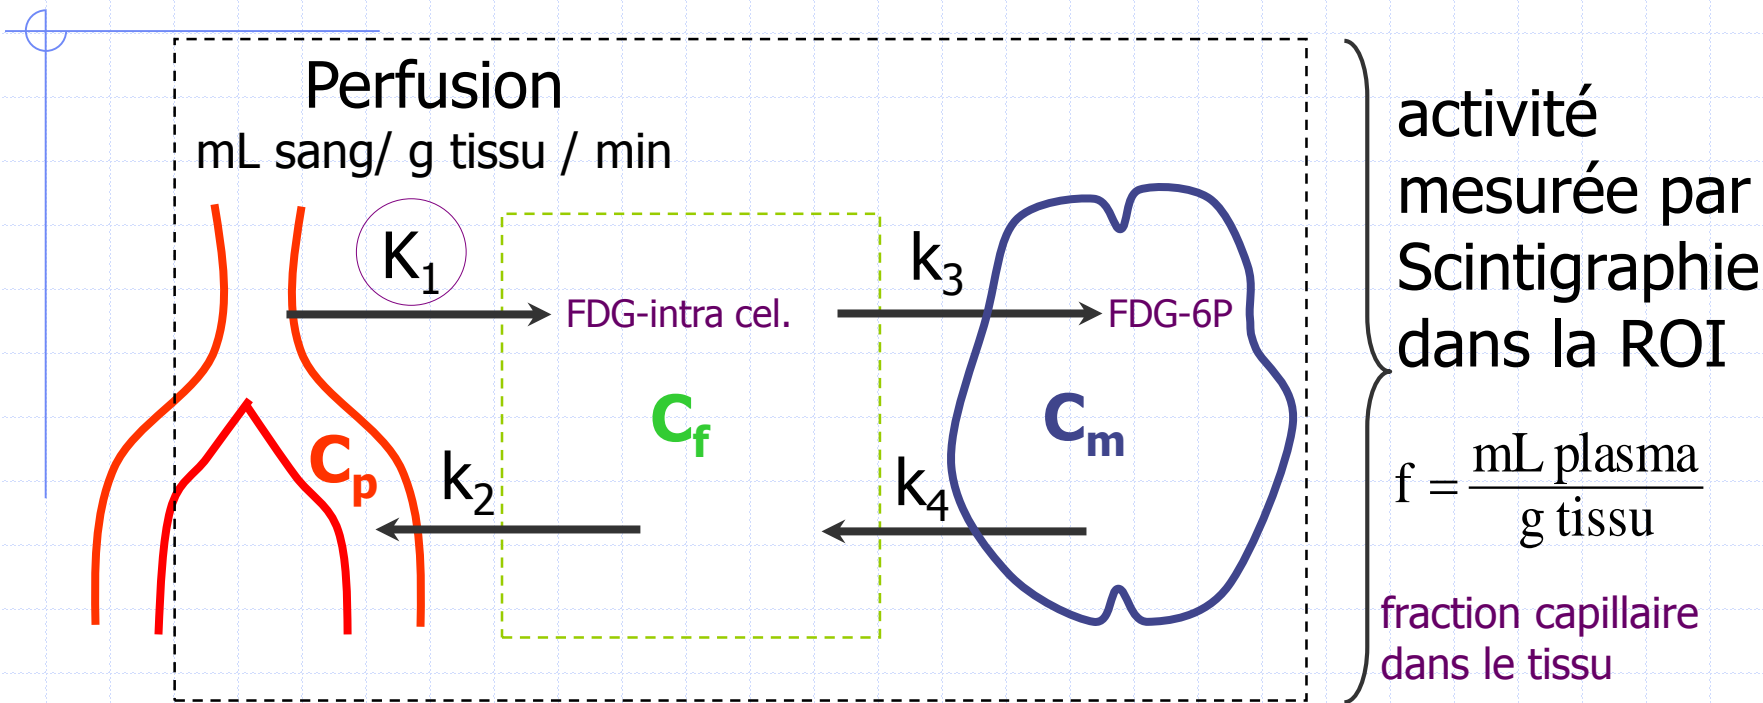 Perfusion
mL sang/ g tissu / min
K1
k3
FDG-intra cel.
FDG-6P
Cf
Cm
Cp
k2
k4
activité
mesurée par
Scintigraphie
dans la ROI
f = mL plasma
g tissu
fraction capillaire
dans le tissu